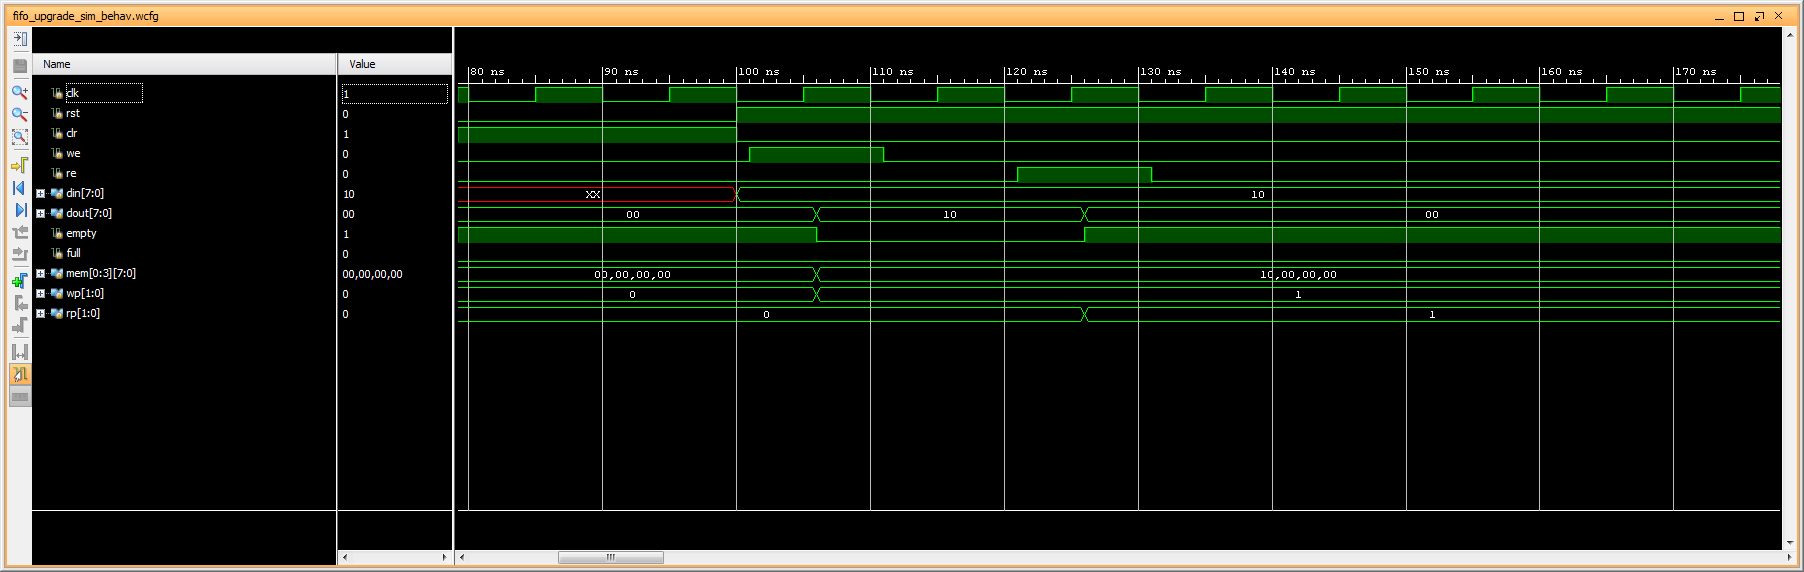 fifo_upgrade_sim_behav.wcfg
Name Value
80 ns 90 ns 100 ns 110 ns 120 ns 130 ns 140 ns 150 ns 160 ns 170 ns
clk 1
rst 0
clr 1
we 0
re 0
din[7:0] 10 XX 10
dout[7:0] 00 00 10 00
empty 1
full 0
mem[0:3][7:0] 00,00,00,00 00,00,00,00 10,00,00,00
wp[1:0] 0 0 1
rp[1:0] 0 0 1